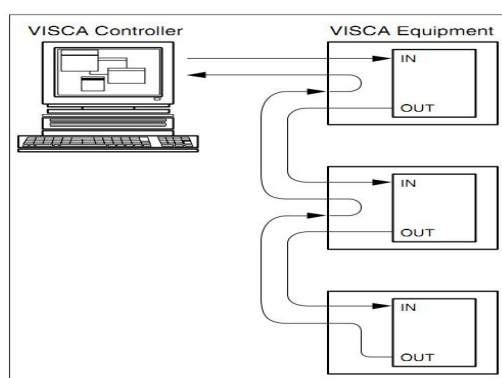 VISCA Controller
VISCA Equipment
IN
OUT
IN
OUT
IN
OUT